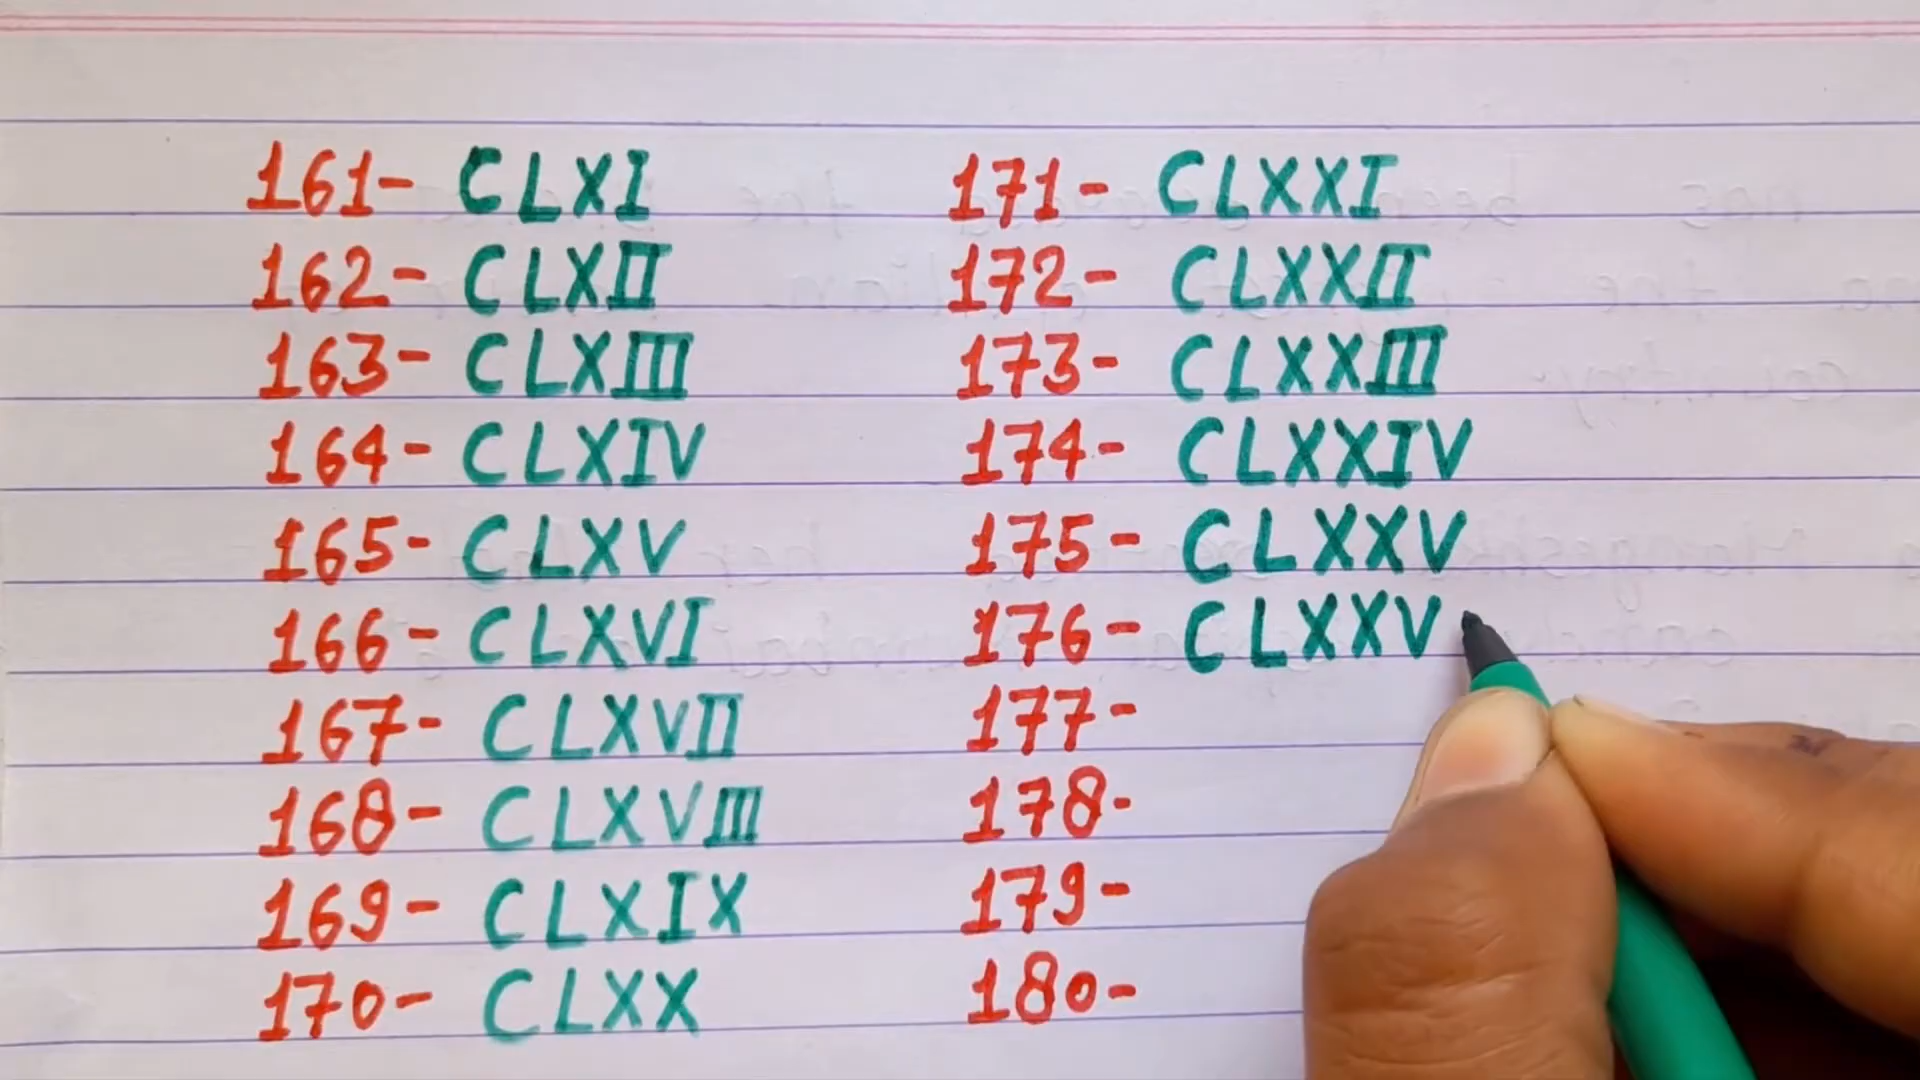 161- CLXI
162- CLXII
163- CLXIII
164- CLXIV
165- CLXV
166- CLXVI
167- CLXVII
168- CLXVIII
169- CLXIX
170- CLXX
171- CLXXI
172- CLXXII
173- CLXXIII
174- CLXXIV
175- CLXXV
176- CLXXV
177-
178-
179-
180-